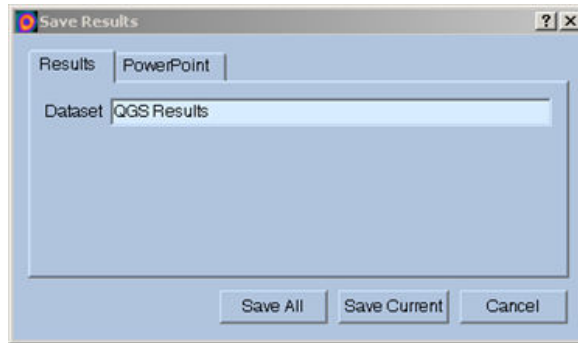 Save Results
Results PowerPoint
Dataset QGS Results
Save All Save Current Cancel